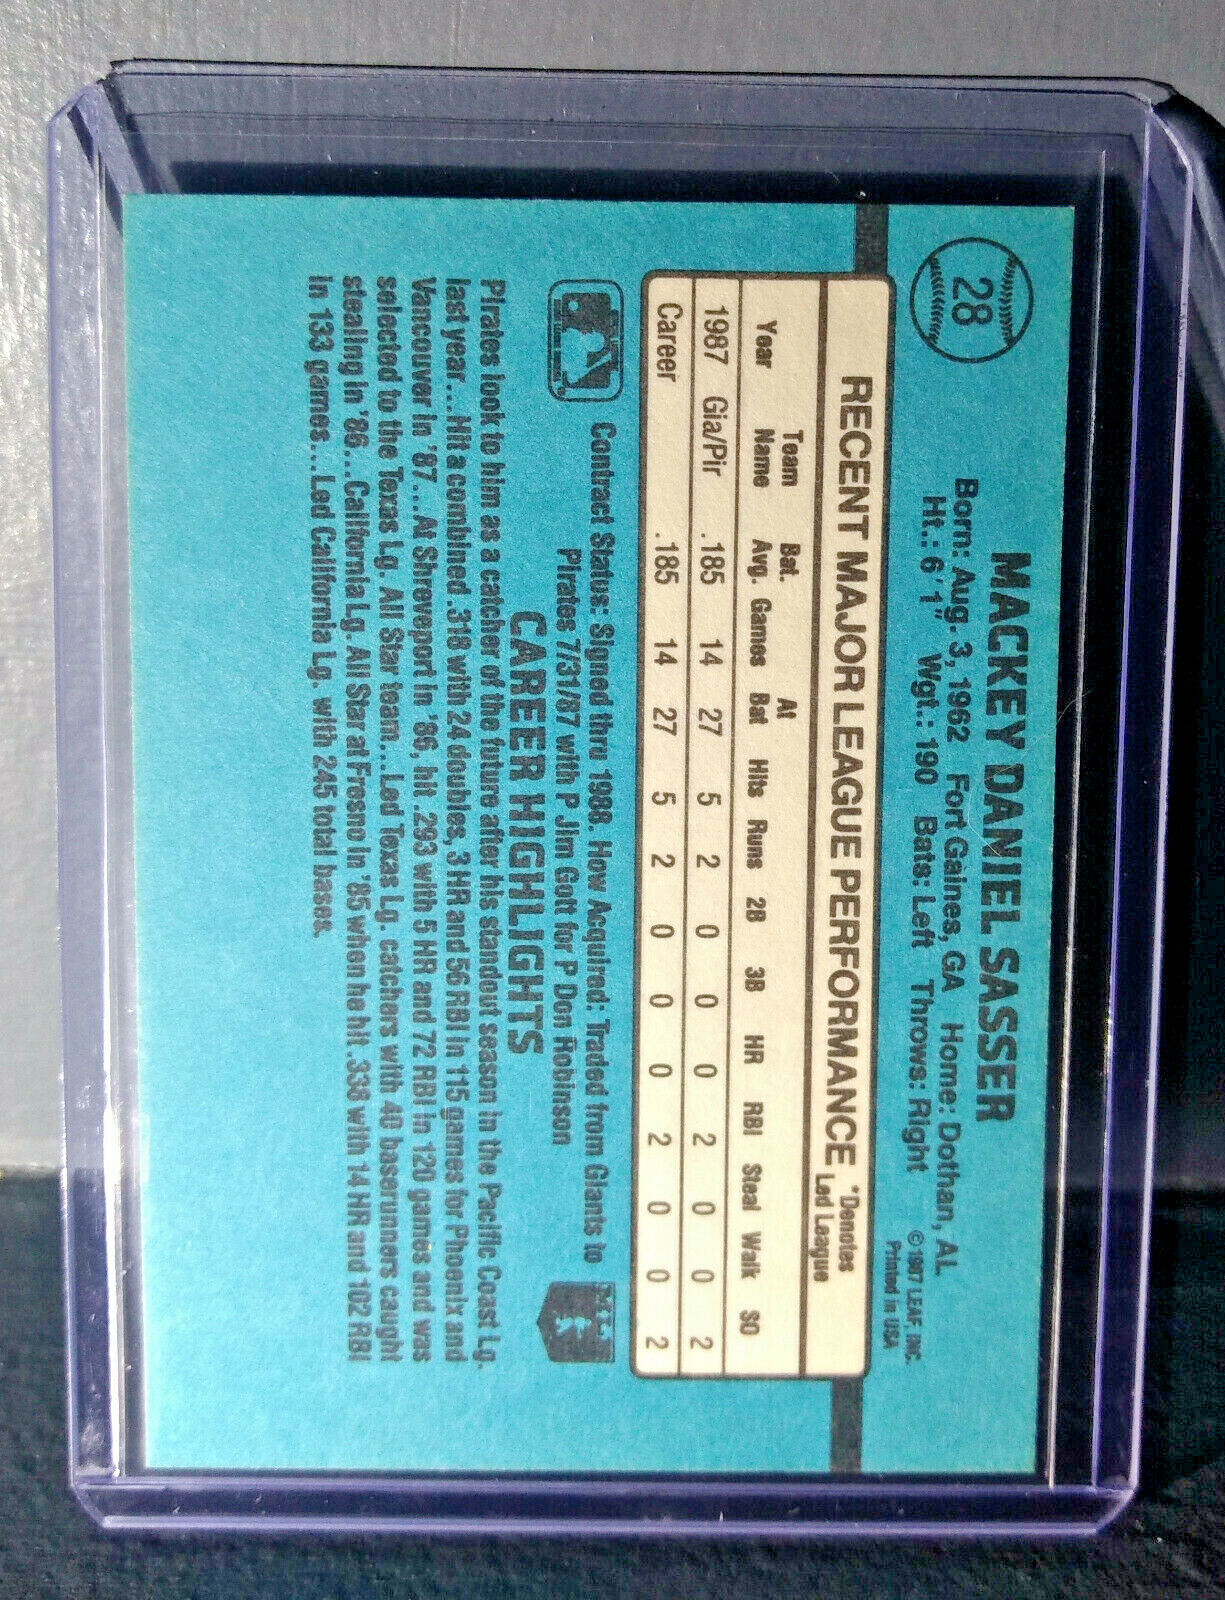 28
MACKEY DANIEL SASSER
Born: Aug. 3, 1962 Fort Gaines, GA Home: Dothan, AL
Ht.: 6'1" Wgt.: 190 Bats: Left Throws: Right
©1987 LEAF, INC.
Printed in USA
RECENT MAJOR LEAGUE PERFORMANCE *Denotes Led League
Year Team Name Bat. Avg. Games At Bat Hits Runs 2B 3B HR RBI Steal Walk SO
1987 Gia/Pir .185 14 27 5 2 0 0 0 2 0 0 2
Career .185 14 27 5 2 0 0 0 2 0 0 2
Contract Status: Signed thru 1988. How Acquired: Traded from Giants to
Pirates 7/31/87 with P Jim Gott for P Don Robinson
CAREER HIGHLIGHTS
Pirates look to him as a catcher of the future after his standout season in the Pacific Coast Lg.
last year...Hit a combined .318 with 24 doubles, 3 HR and 56 RBI in 115 games for Phoenix and
Vancouver in '87...At Shreveport in '86, hit .293 with 5 HR and 72 RBI in 120 games and was
selected to the Texas Lg. All Star team...Led Texas Lg. catchers with 40 baserunners caught
stealing in '86...California Lg. All Star at Fresno in '85 when he hit .338 with 14 HR and 102 RBI
in 133 games...Led California Lg. with 245 total bases.